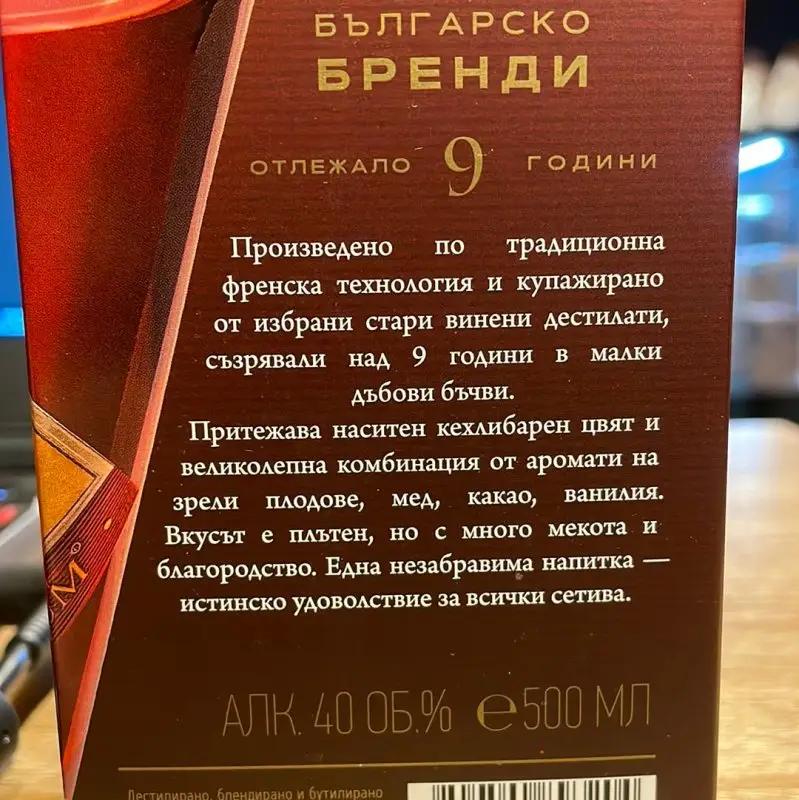 БЪЛГАРСКО
БРЕНДИ
ОТЛЕЖАЛО 9 ГОДИНИ
Произведено по традиционна
френска технология и купажирано
от избрани стари винени дестилати,
съзрявали над 9 години в малки
дъбови бъчви.
Притежава наситен кехлибарен цвят и
великолепна комбинация от аромати на
зрели плодове, мед, какао, ванилия.
Вкусът е плътен, но с много мекота и
благородство. Една незабравима напитка —
истинско удоволствие за всички сетива.
АЛК. 40 ОБ.% ℮500 МЛ
Дестилирано, блендирано и бутилирано
М